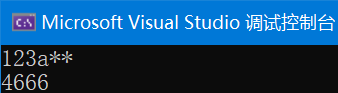 C:\ Microsoft Visual Studio 调试控制台
123a**
4666